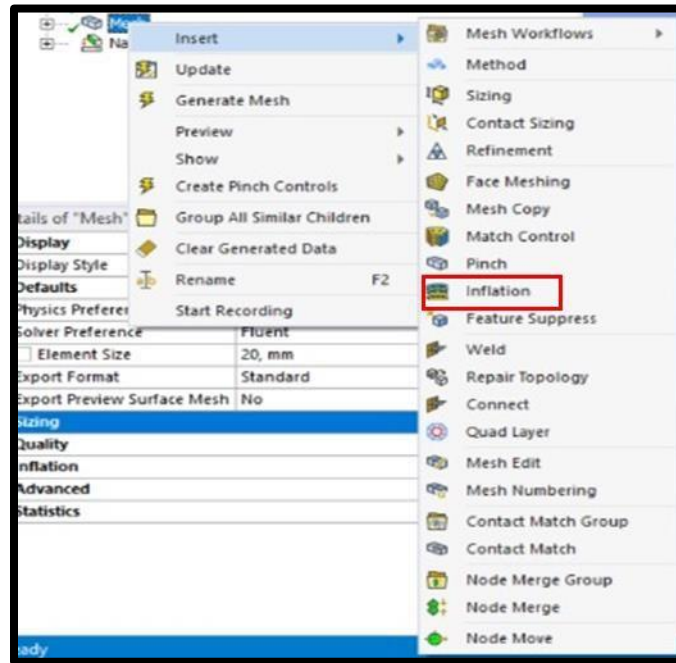 Mesh
Na
Insert
Update
Generate Mesh
Preview
Show
Create Pinch Controls
Group All Similar Children
Clear Generated Data
Rename F2
Start Recording
Mesh Workflows
Method
Sizing
Contact Sizing
Refinement
Face Meshing
Mesh Copy
Match Control
Pinch
Inflation
Feature Suppress
Weld
Repair Topology
Connect
Quad Layer
Mesh Edit
Mesh Numbering
Contact Match Group
Contact Match
Node Merge Group
Node Merge
Node Move
tails of "Mesh"
Display
Display Style
Defaults
Physics Preferen
Solver Preference Fluent
Element Size 20, mm
Export Format Standard
Export Preview Surface Mesh No
Sizing
Quality
nflation
Advanced
Statistics
ady